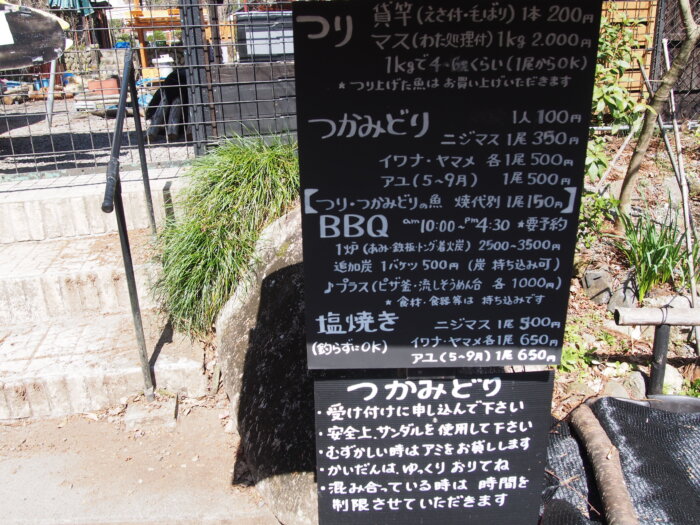 つり 貸竿(えさ付・もばり)1本200円
マス(わた処理付)1kg 2.000円
1kgで4~6尾くらい(1尾からOK)
*つり上げた魚はお買い上げいただきます
つかみどり 1人100円
ニジマス1尾350円
イワナ・ヤマメ 各1尾500円
アユ(5~9月) 1尾500円
【つり・つかみどりの魚 焼代別1尾150円】
BBQ am10:00~Pm4:30 *要予約
1炉(あみ・鉄板・トング着火炭)2500~3500円
追加炭1バケツ500円(炭持ち込み可)
♪プラス(ピザ釜・流しそうめん台 各1000円)
*食材・食器等は持ち込みです
塩焼き ニジマス1尾500円
(釣らずにOK) イワナ・ヤマメ各1尾650円
アユ(5~9月)1尾650円
つかみどり
・受け付けに申し込んで下さい
・安全上、サンダルを使用して下さい
・むずかしい時はアミをお貸しします
・かいだんは、ゆっくりおりてね
・混み合っている時は時間を
制限させていただきます